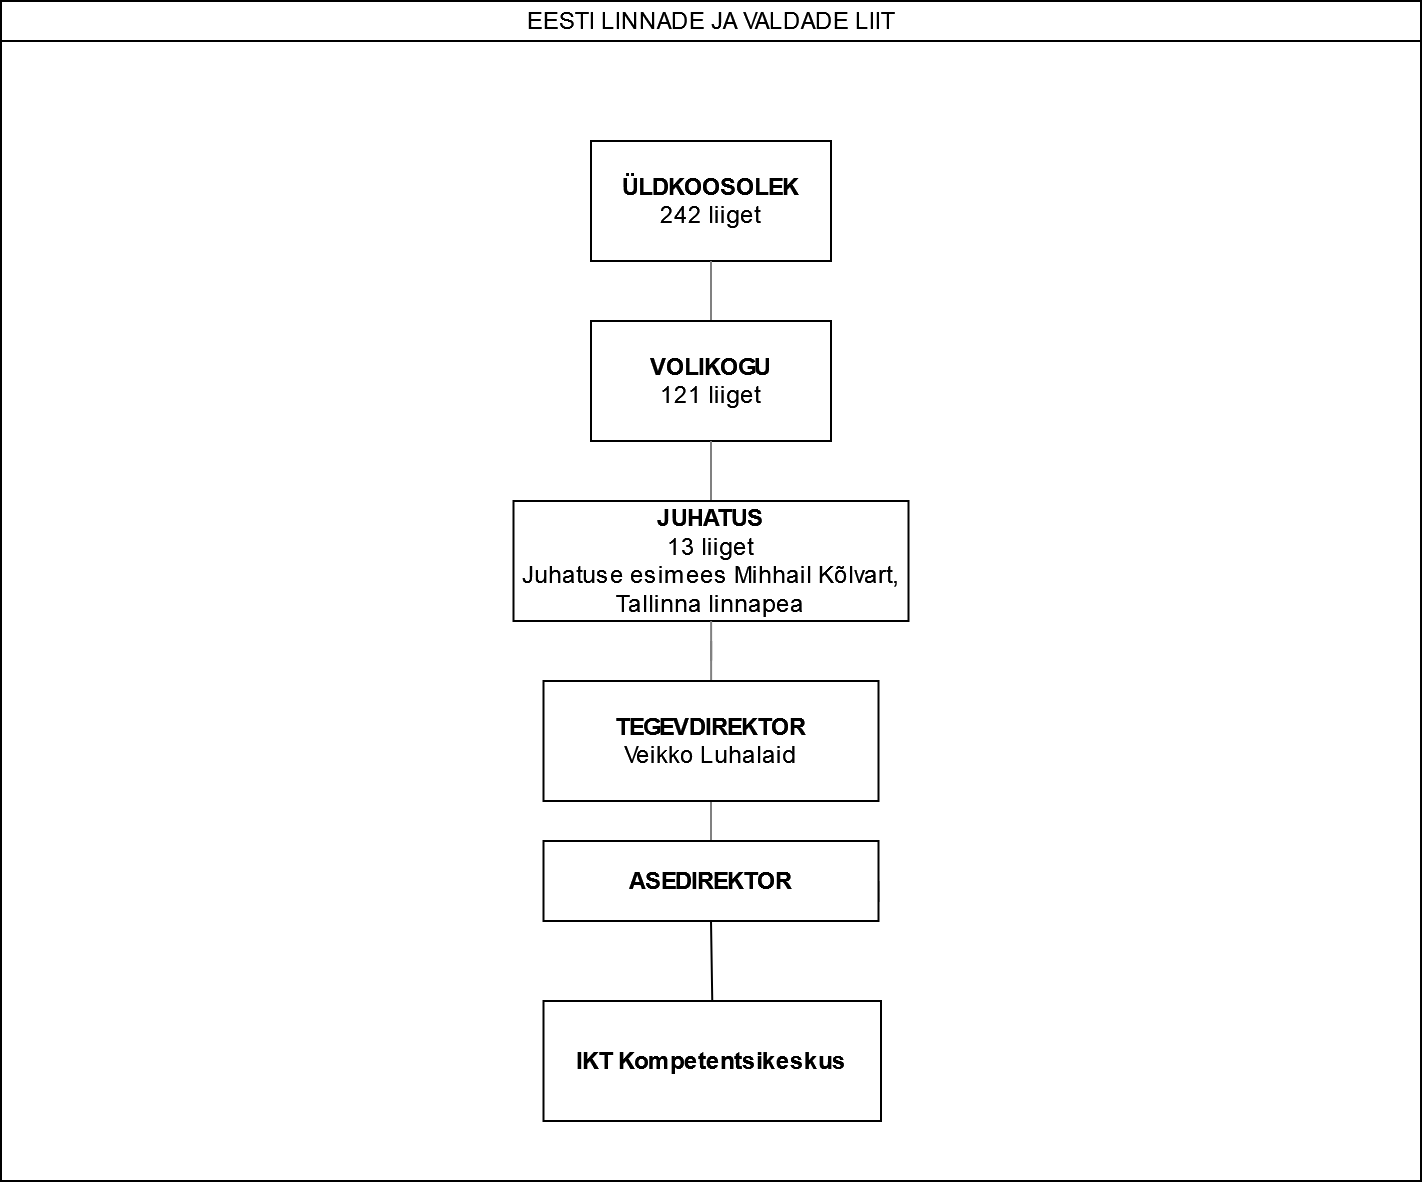 EESTI LINNADE JA VALDADE LIIT
ÜLDKOOSOLEK
242 liiget
VOLIKOGU
121 liiget
JUHATUS
13 liiget
Juhatuse esimees Mihhail Kõlvart,
Tallinna linnapea
TEGEVDIREKTOR
Veikko Luhalaid
ASEDIREKTOR
IKT Kompetentsikeskus